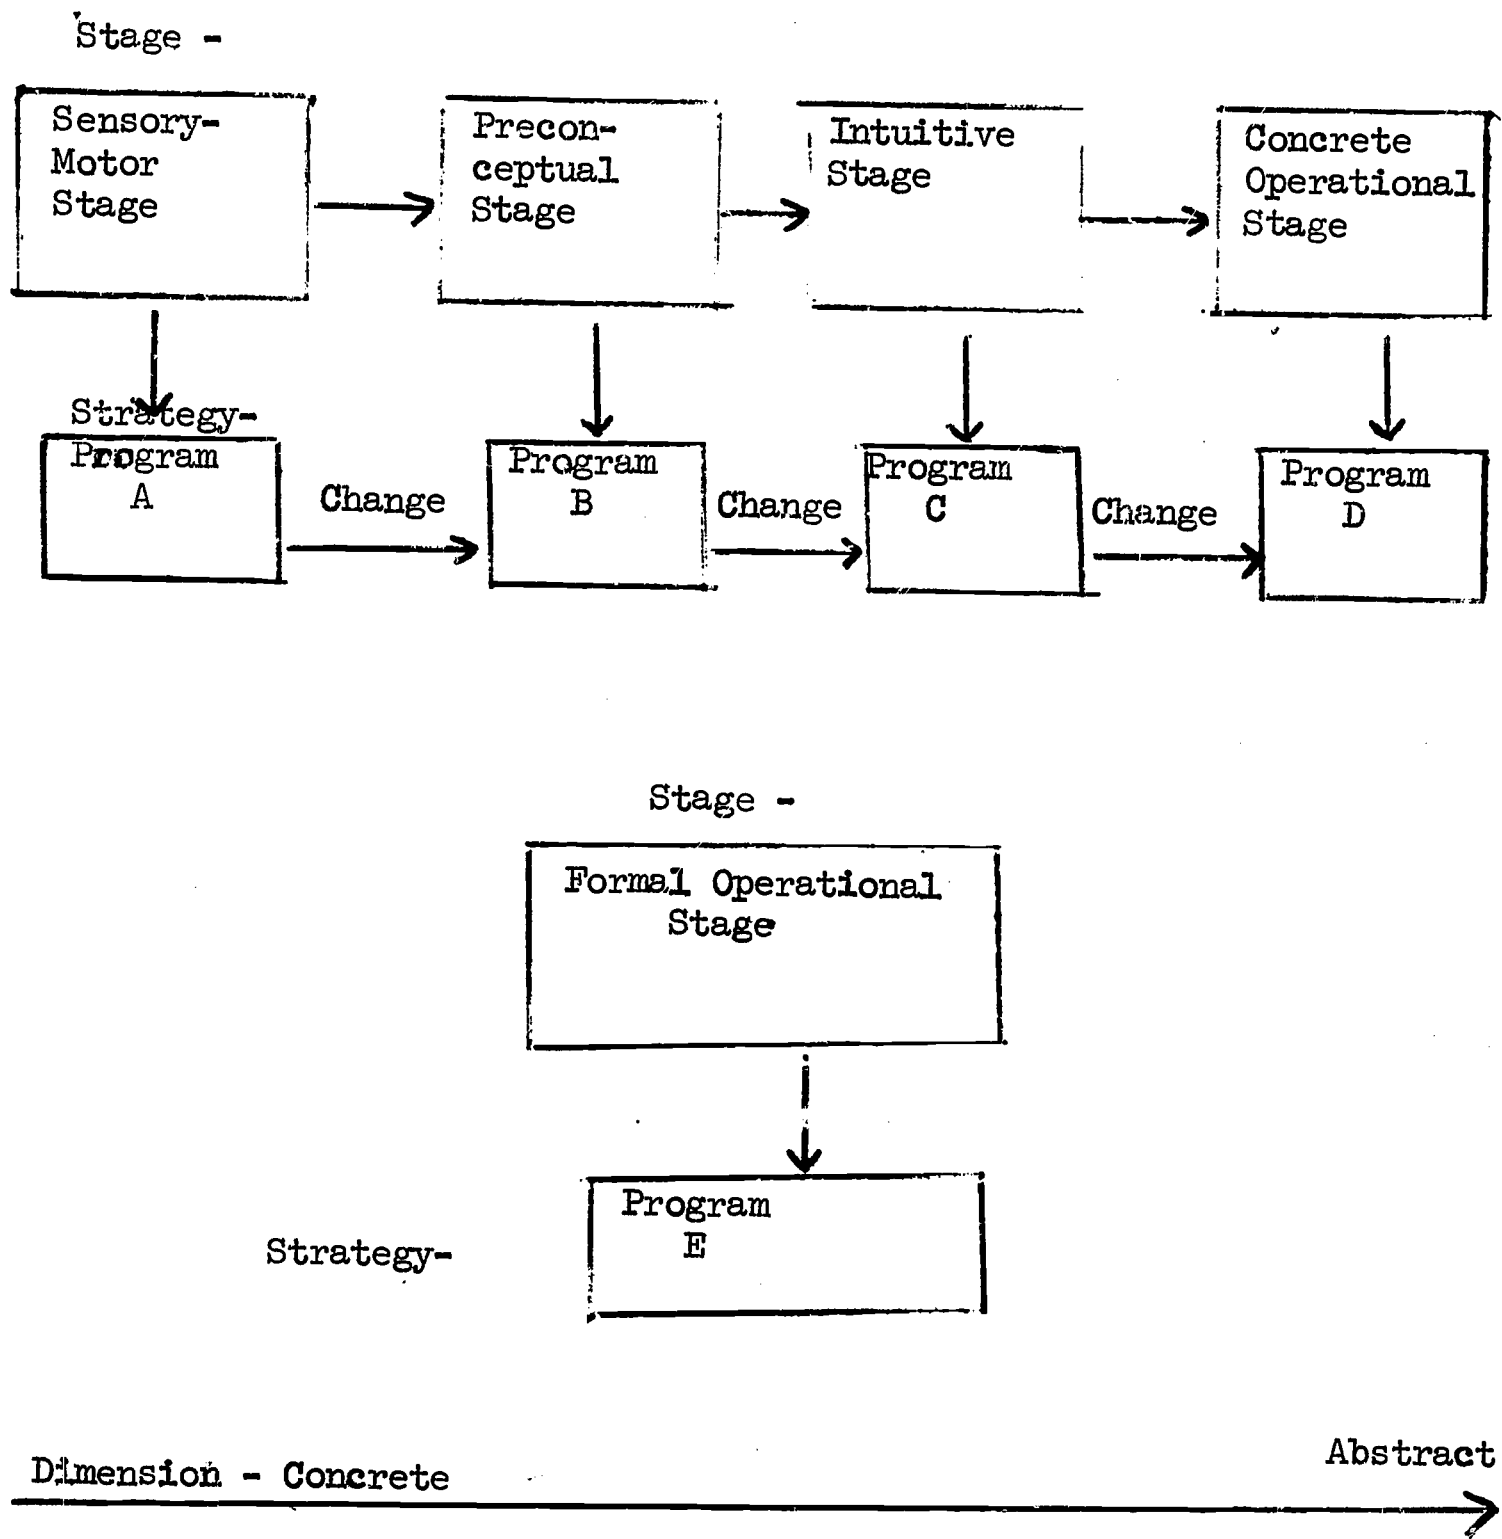 Stage -
Sensory-
Motor
Stage
Precon-
ceptual
Stage
Intuitive
Stage
Concrete
Operational
Stage
Strategy-
Program
A
Change
Program
B
Change
Program
C
Change
Program
D
Stage -
Formal Operational
Stage
Program
E
Strategy-
Dimension - Concrete
Abstract